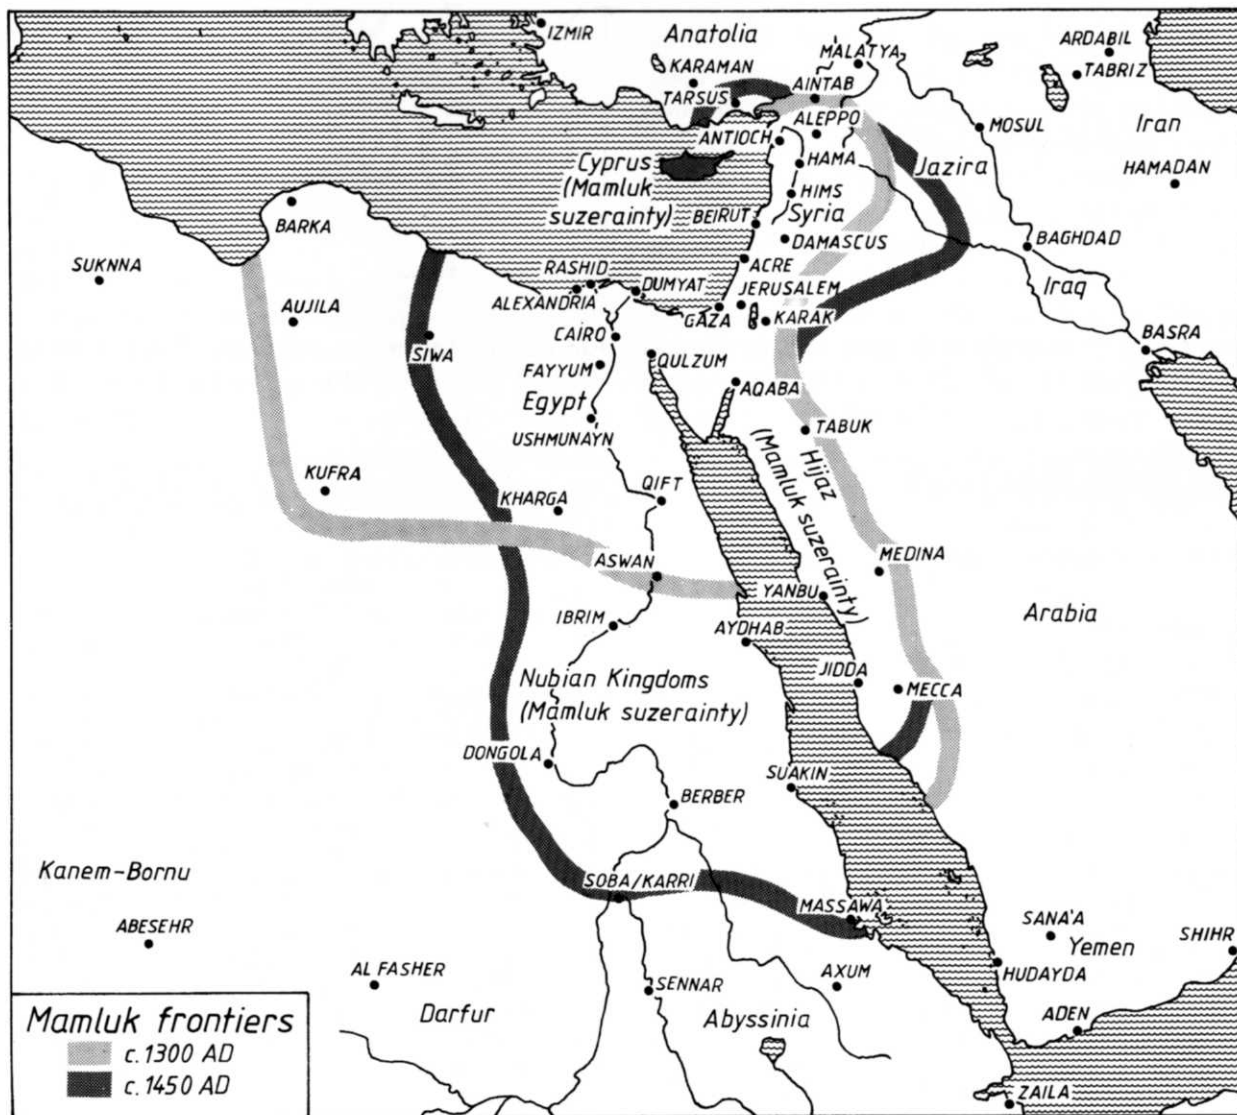 IZMIR
Anatolia
KARAMAN
TARSUS
MALATYA
AINTAB
ALEPPO
ANTIOCH
HAMA
HIMS
Syria
BEIRUT
DAMASCUS
ACRE
JERUSALEM
GAZA
KARAK
ARDABIL
TABRIZ
Iran
MOSUL
HAMADAN
Jazira
BAGHDAD
Iraq
BASRA
Cyprus
(Mamluk
suzerainty)
BARKA
SUKNNA
AUJILA
SIWA
RASHID
ALEXANDRIA
DUMYAT
CAIRO
QULZUM
FAYYUM
AQABA
Egypt
USHMUNAYN
TABUK
Hijaz
(Mamluk suzerainty)
KUFRA
KHARGA
QIFT
ASWAN
MEDINA
YANBU
IBRIM
AYDHAB
Arabia
JIDDA
MECCA
Nubian Kingdoms
(Mamluk suzerainty)
DONGOLA
SUAKIN
BERBER
Kanem-Bornu
SOBA/KARRI
MASSAWA
ABESEHR
SANA'A
Yemen
SHIHR
HUDAYDA
AL FASHER
SENNAR
AXUM
Darfur
Abyssinia
ADEN
ZAILA
Mamluk frontiers
c.1300 AD
c.1450 AD